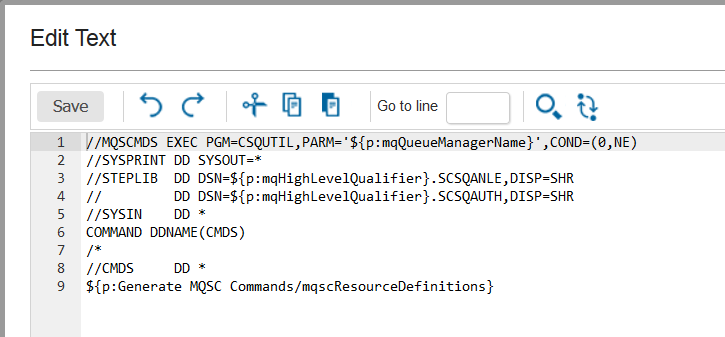 Edit Text
Save
Go to line
1 //MQSCMDS EXEC PGM=CSQUTIL,PARM='${p:mqQueueManagerName}',COND=(0,NE)
2 //SYSPRINT DD SYSOUT=*
3 //STEPLIB  DD DSN=${p:mqHighLevelQualifier}.SCSQANLE,DISP=SHR
4 //         DD DSN=${p:mqHighLevelQualifier}.SCSQAUTH,DISP=SHR
5 //SYSIN    DD *
6 COMMAND DDNAME(CMDS)
7 /*
8 //CMDS     DD *
9 ${p:Generate MQSC Commands/mqscResourceDefinitions}